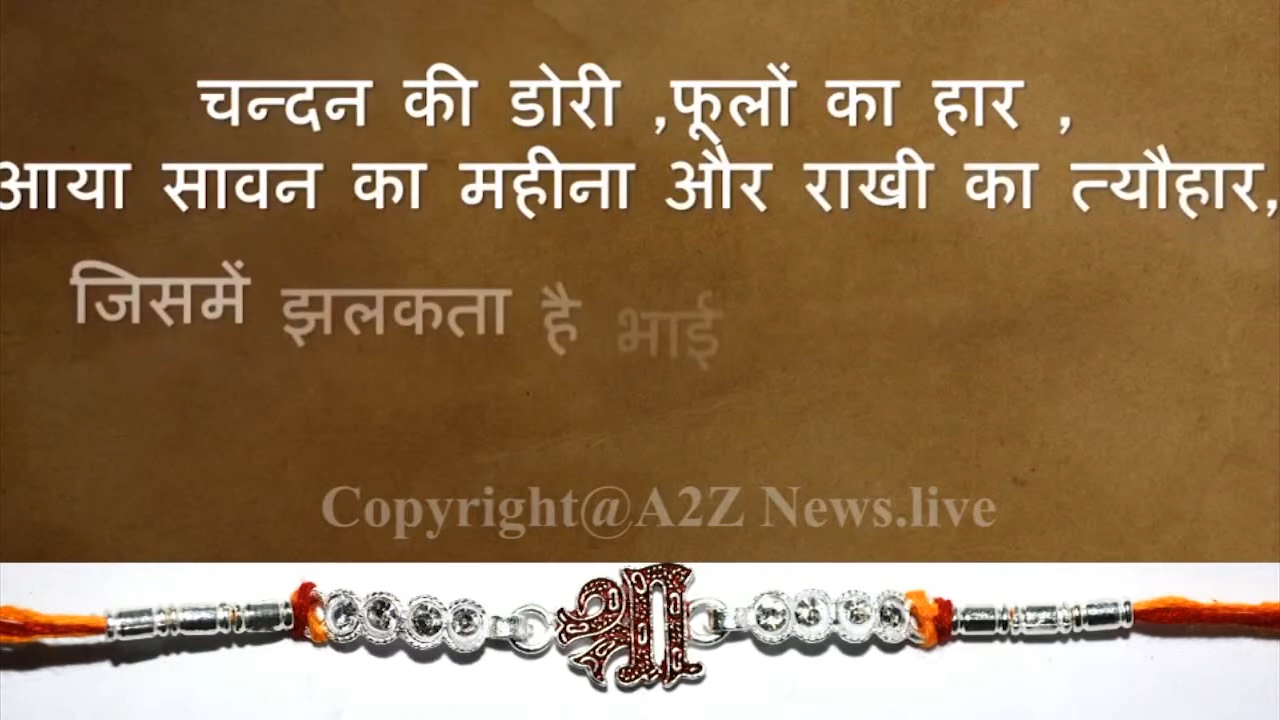 चन्दन की डोरी ,फूलों का हार ,
आया सावन का महीना और राखी का त्यौहार,
जिसमें झलकता है भाई
Copyright@A2Z News.live
श्री